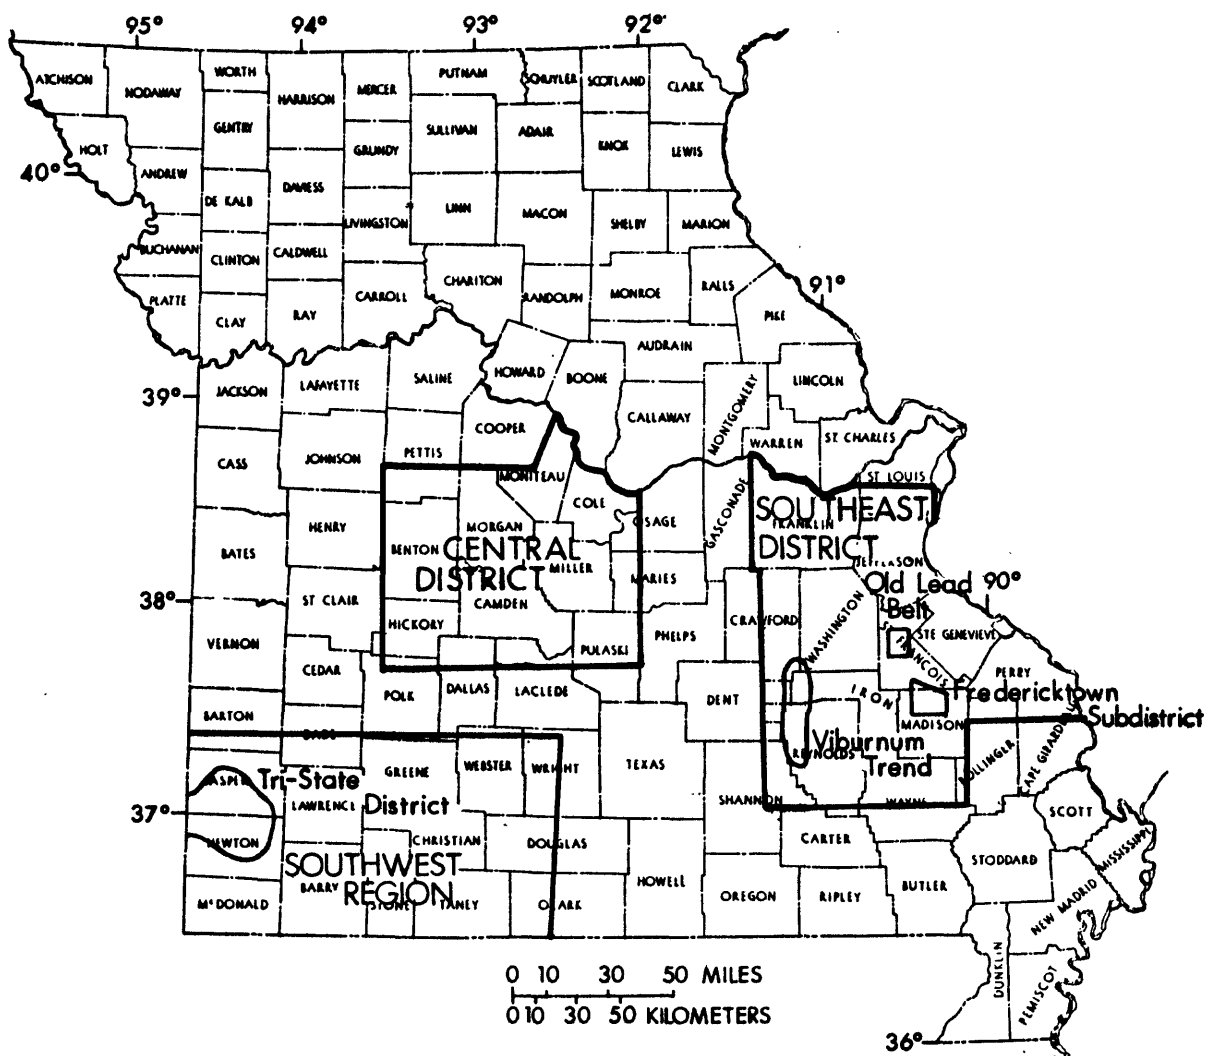 95° 94° 93° 92°
ATCHISON NODAWAY WORTH HARRISON MERCER PUTNAM SCHUYLER SCOTLAND CLARK
GENTRY SULLIVAN ADAIR KNOX LEWIS
HOLT GRUNDY
40° ANDREW DE KALB DAVIESS LIVINGSTON LINN MACON SHELBY MARION
BUCHANAN CLINTON CALDWELL CHARITON
PLATTE CLAY RAY CARROLL RANDOLPH MONROE RALLS 91°
PIKE
AUDRAIN
39° JACKSON LAFAYETTE SALINE HOWARD BOONE LINCOLN
CALLAWAY MONTGOMERY
COOPER WARREN ST. CHARLES
CASS JOHNSON PETTIS MONITEAU ST LOUIS
COLE
HENRY MORGAN OSAGE GASCONADE SOUTHEAST
FRANKLIN
BATES BENTON CENTRAL DISTRICT
DISTRICT MILLER MARIES JEFFERSON
Old Lead 90°
38° ST CLAIR CAMDEN Belt
VERNON HICKORY PULASKI PHELPS CRAWFORD WASHINGTON ST. FRANCOIS STE GENEVIEVE
CEDAR PERRY
POLK DALLAS LACLEDE DENT IRON Fredericktown
BARTON MADISON Subdistrict
DADE
GREENE WEBSTER WRIGHT TEXAS REYNOLDS Viburnum BOLLINGER CAPE GIRARDEAU
JASPER Tri-State Trend
LAWRENCE District SHANNON WAYNE
37° SCOTT
NEWTON CHRISTIAN DOUGLAS CARTER MISSISSIPPI
SOUTHWEST STODDARD
BARRY REGION HOWELL BUTLER
McDONALD STONE TANEY OZARK OREGON RIPLEY NEW MADRID
DUNKLIN
0 10 30 50 MILES PEMISCOT
0 10 30 50 KILOMETERS
36°